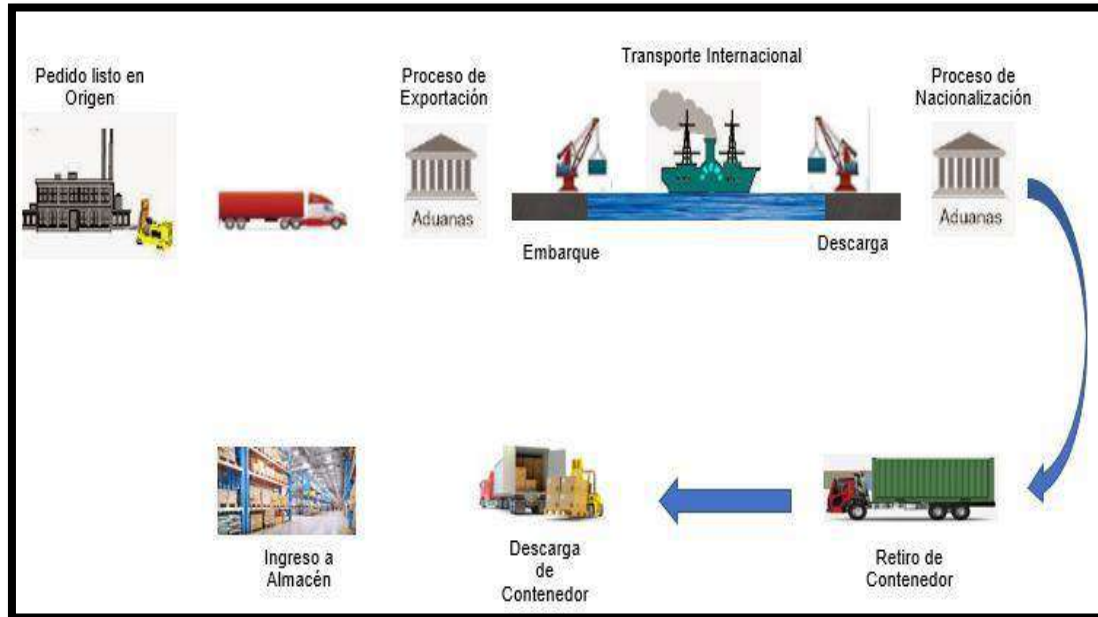 Pedido listo en
Origen
Proceso de
Exportación
Aduanas
Transporte Internacional
Embarque
Descarga
Proceso de
Nacionalización
Aduanas
Retiro de
Contenedor
Descarga
de
Contenedor
Ingreso a
Almacén